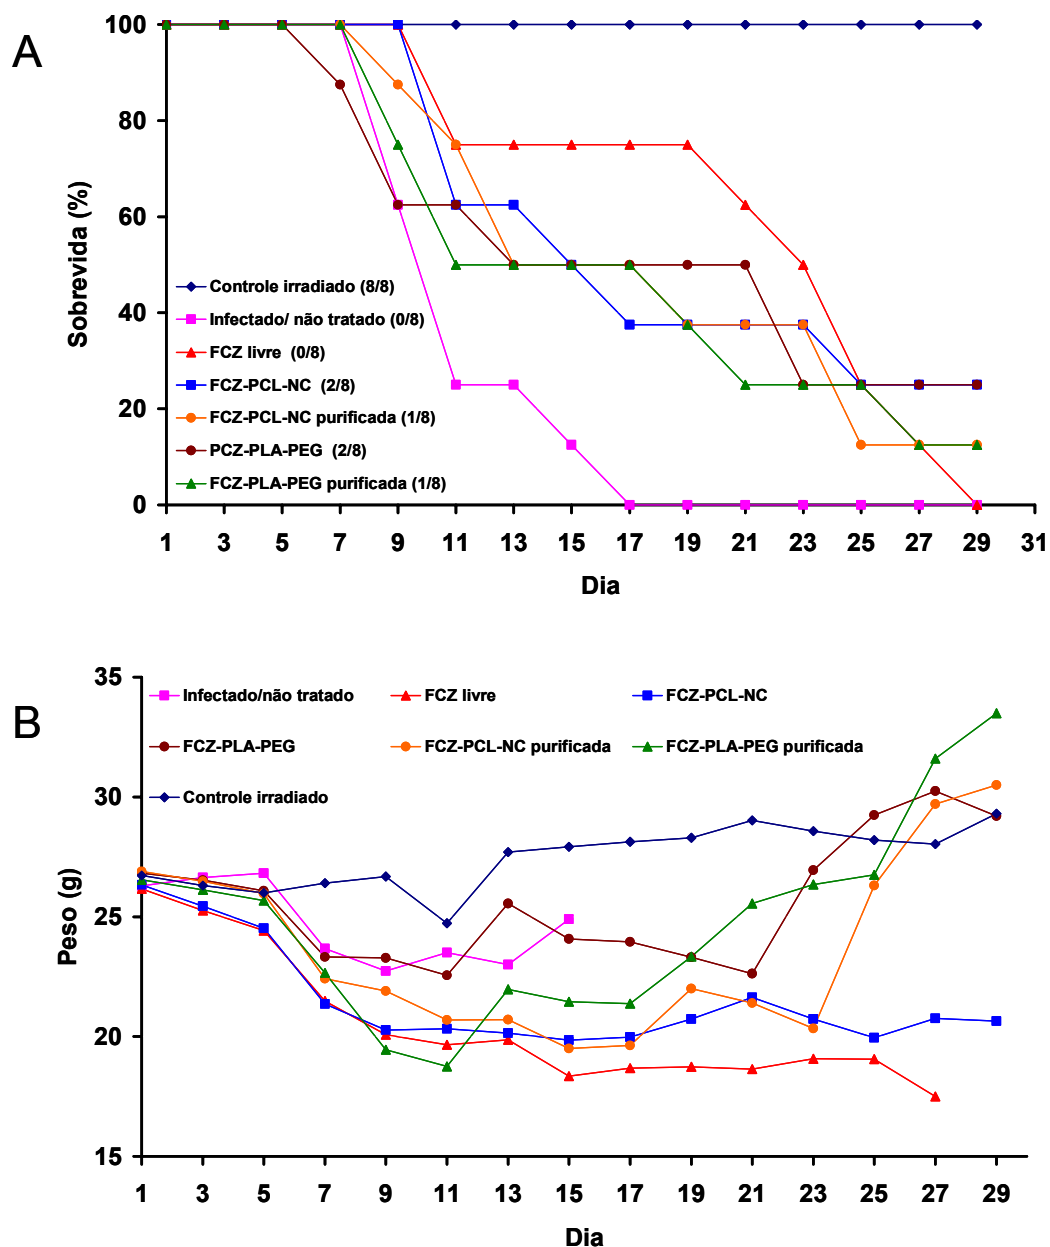 A
100
80
60
40
20
0
Sobrevida (%)
Controle irradiado (8/8)
Infectado/ não tratado (0/8)
FCZ livre (0/8)
FCZ-PCL-NC (2/8)
FCZ-PCL-NC purificada (1/8)
PCZ-PLA-PEG (2/8)
FCZ-PLA-PEG purificada (1/8)
1 3 5 7 9 11 13 15 17 19 21 23 25 27 29 31
Dia
B
35
30
25
20
15
Peso (g)
Infectado/não tratado FCZ livre FCZ-PCL-NC
FCZ-PLA-PEG FCZ-PCL-NC purificada FCZ-PLA-PEG purificada
Controle irradiado
1 3 5 7 9 11 13 15 17 19 21 23 25 27 29
Dia